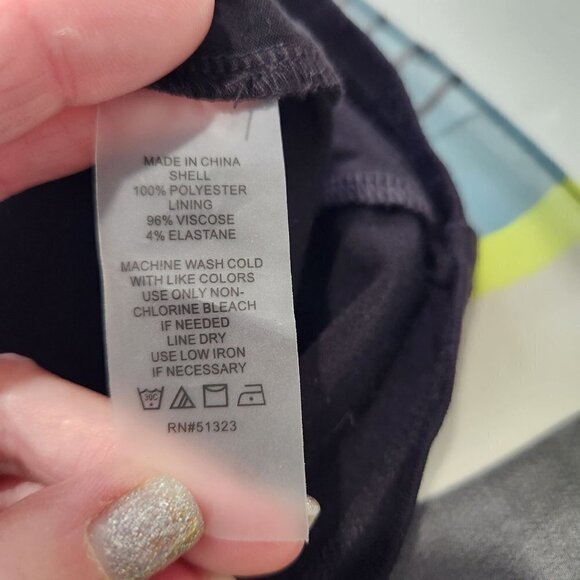 MADE IN CHINA
SHELL
100% POLYESTER
LINING
96% VISCOSE
4% ELASTANE
MACHINE WASH COLD
WITH LIKE COLORS
USE ONLY NON-
CHLORINE BLEACH
IF NEEDED
LINE DRY
USE LOW IRON
IF NECESSARY
30C
RN#51323